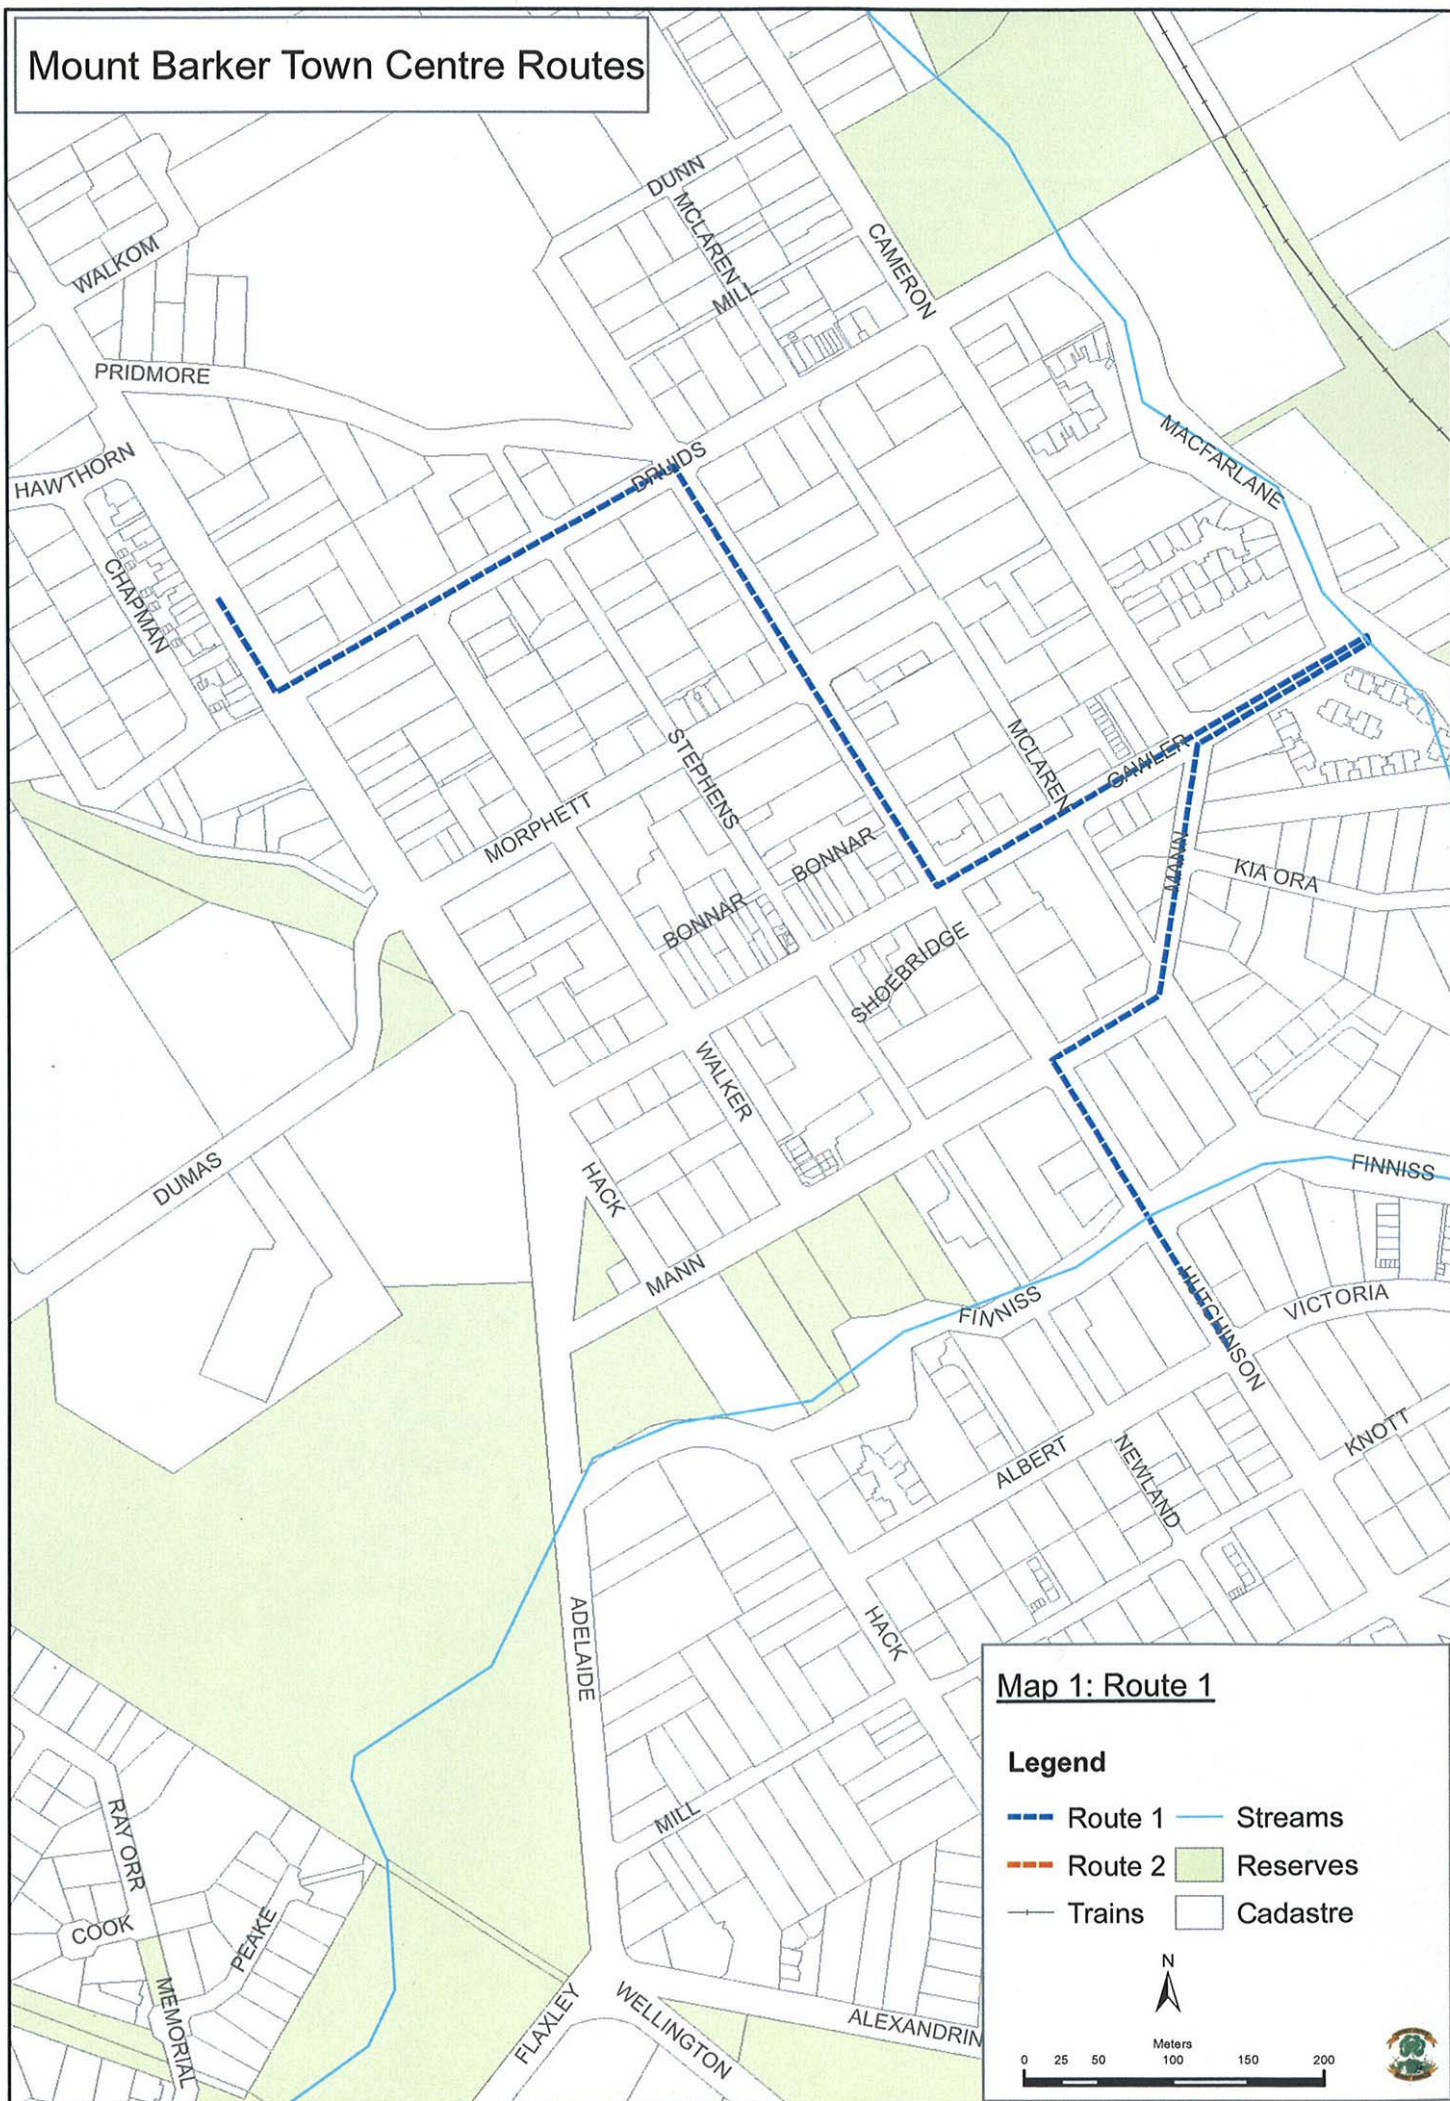 Mount Barker Town Centre Routes
DUNN
MCLAREN
WALKOM
CAMERON
MILL
PRIDMORE
MACFARLANE
DRUIDS
HAWTHORN
CHAPMAN
STEPHENS
MCLAREN
GAWLER
MORPHETT
BONNAR
MANN
KIA ORA
BONNAR
SHOEBRIDGE
WALKER
DUMAS
FINNISS
HACK
MANN
HUTCHINSON
VICTORIA
FINNISS
KNOTT
ALBERT
NEWLAND
ADELAIDE
HACK
MILL
RAY ORR
COOK
PEAKE
MEMORIAL
FLAXLEY
WELLINGTON
ALEXANDRIN
Map 1: Route 1
Legend
Route 1 Streams
Route 2 Reserves
Trains Cadastre
N
Meters
0 25 50 100 150 200